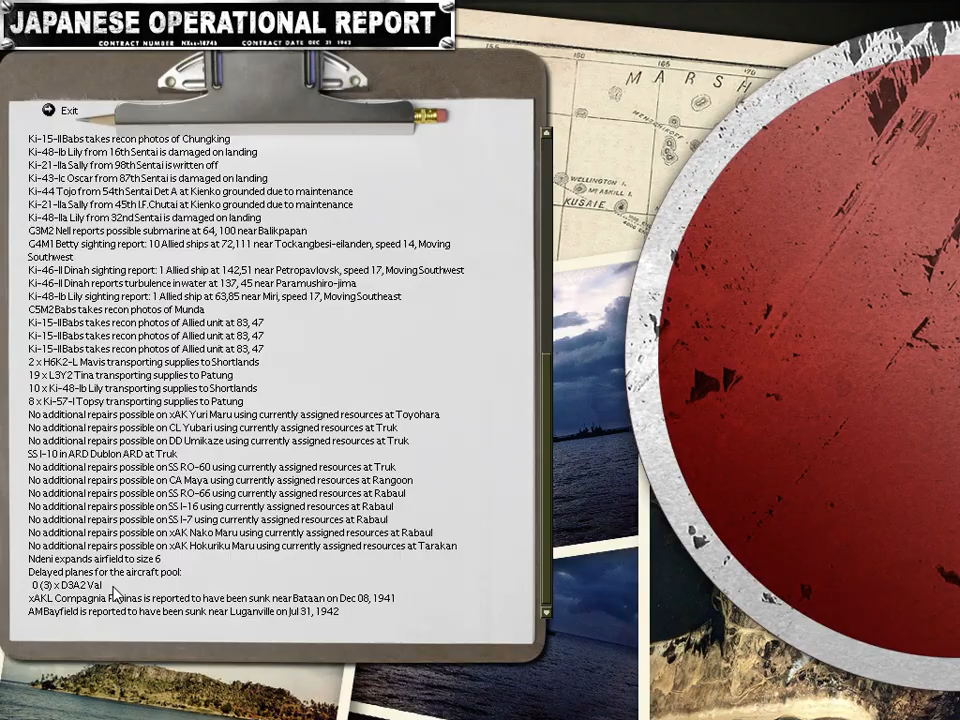 JAPANESE OPERATIONAL REPORT
CONTRACT NUMBER NXss-18745 CONTRACT DATE DEC 31 1942
Exit
Ki-15-II Babs takes recon photos of Chungking
Ki-48-Ib Lily from 16th Sentai is damaged on landing
Ki-21-IIa Sally from 98th Sentai is written off
Ki-43-Ic Oscar from 87th Sentai is damaged on landing
Ki-44 Tojo from 54th Sentai Det A at Kienko grounded due to maintenance
Ki-21-IIa Sally from 45th I.F.Chutai at Kienko grounded due to maintenance
Ki-48-IIa Lily from 32nd Sentai is damaged on landing
G3M2 Nell reports possible submarine at 64, 100 near Balikpapan
G4M1 Betty sighting report: 10 Allied ships at 72,111 near Tockangbesi-eilanden, speed 14, Moving
Southwest
Ki-46-II Dinah sighting report: 1 Allied ship at 142,51 near Petropavlovsk, speed 17, Moving Southwest
Ki-46-II Dinah reports turbulence in water at 137, 45 near Paramushiro-jima
Ki-48-Ib Lily sighting report: 1 Allied ship at 63,85 near Miri, speed 17, Moving Southeast
C5M2 Babs takes recon photos of Munda
Ki-15-II Babs takes recon photos of Allied unit at 83, 47
Ki-15-II Babs takes recon photos of Allied unit at 83, 47
Ki-15-II Babs takes recon photos of Allied unit at 83, 47
2 x H6K2-L Mavis transporting supplies to Shortlands
19 x L3Y2 Tina transporting supplies to Patung
10 x Ki-48-Ib Lily transporting supplies to Shortlands
8 x Ki-57-I Topsy transporting supplies to Patung
No additional repairs possible on xAK Yuri Maru using currently assigned resources at Toyohara
No additional repairs possible on CL Yubari using currently assigned resources at Truk
No additional repairs possible on DD Umikaze using currently assigned resources at Truk
SS I-10 in ARD Dublon ARD at Truk
No additional repairs possible on SS RO-60 using currently assigned resources at Truk
No additional repairs possible on CA Maya using currently assigned resources at Rangoon
No additional repairs possible on SS RO-66 using currently assigned resources at Rabaul
No additional repairs possible on SS I-16 using currently assigned resources at Rabaul
No additional repairs possible on SS I-7 using currently assigned resources at Rabaul
No additional repairs possible on xAK Nako Maru using currently assigned resources at Rabaul
No additional repairs possible on xAK Hokuriku Maru using currently assigned resources at Tarakan
Ndeni expands airfield to size 6
Delayed planes for the aircraft pool:
0 (3) x D3A2 Val
xAKL Compagnia is reported to have been sunk near Bataan on Dec 08, 1941
AM Bayfield is reported to have been sunk near Luganville on Jul 31, 1942
155
160
165
170
MARSH
WELLINGTON I.
McASKILL I.
KUSAIE